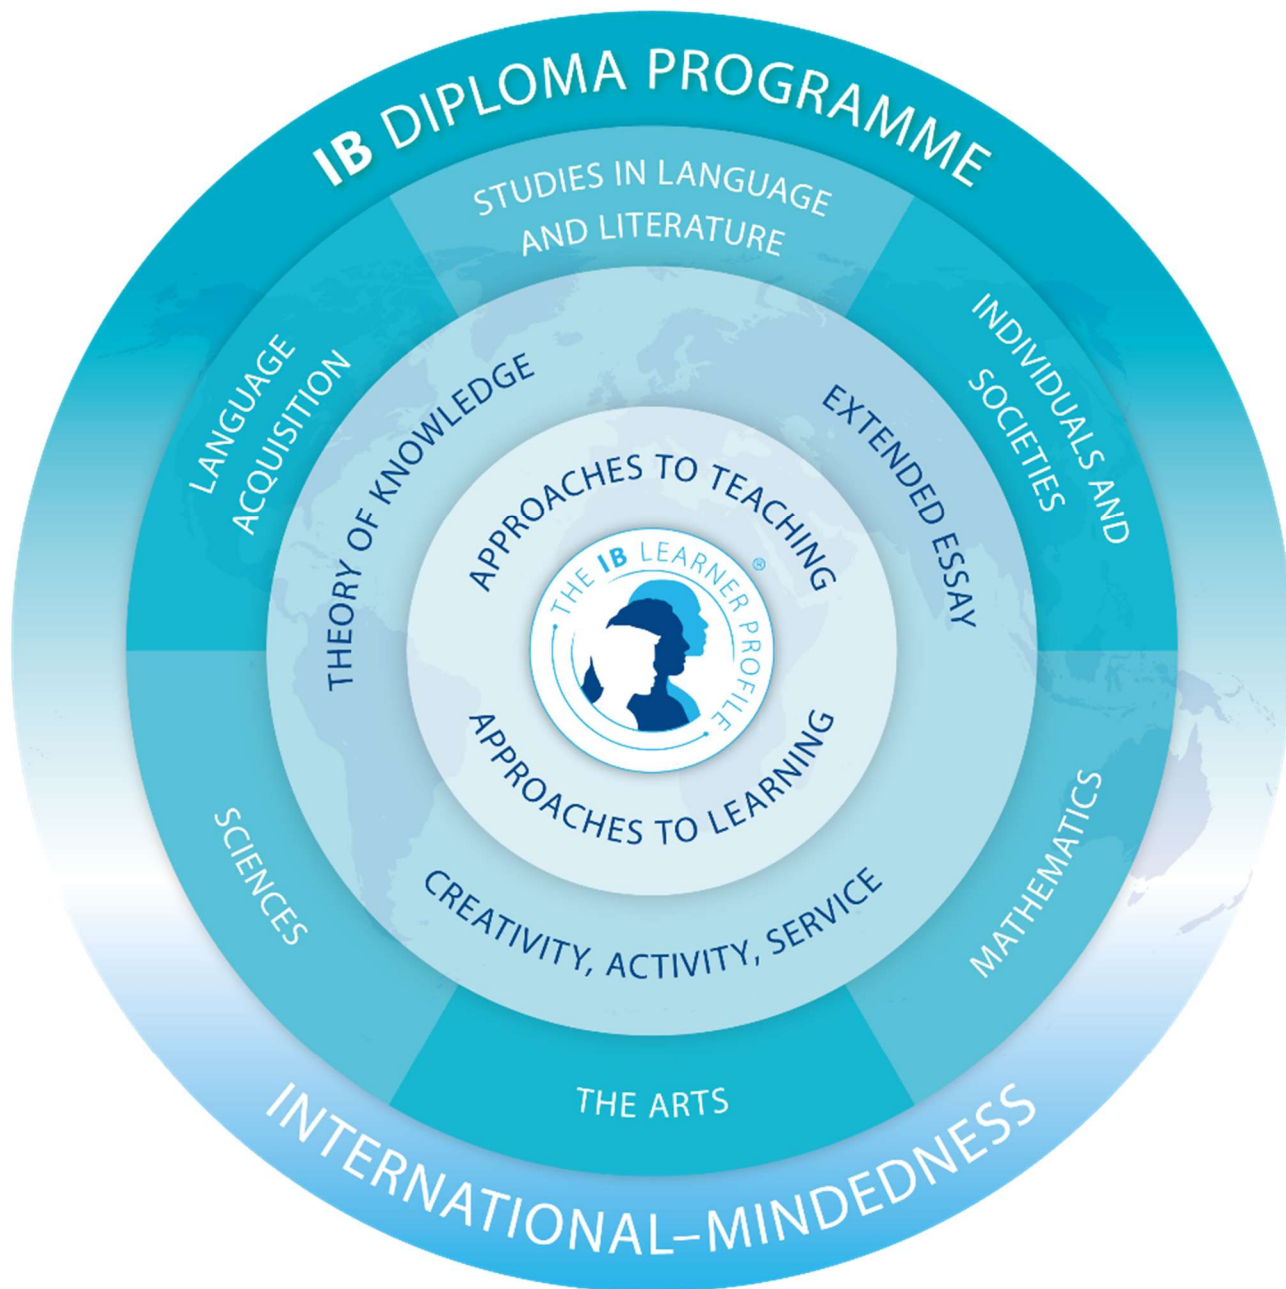 IB DIPLOMA PROGRAMME
STUDIES IN LANGUAGE
AND LITERATURE
LANGUAGE
ACQUISITION
INDIVIDUALS AND
SOCIETIES
THEORY OF KNOWLEDGE
EXTENDED ESSAY
APPROACHES TO TEACHING
THE IB LEARNER PROFILE ®
APPROACHES TO LEARNING
CREATIVITY, ACTIVITY, SERVICE
SCIENCES
MATHEMATICS
THE ARTS
INTERNATIONAL–MINDEDNESS